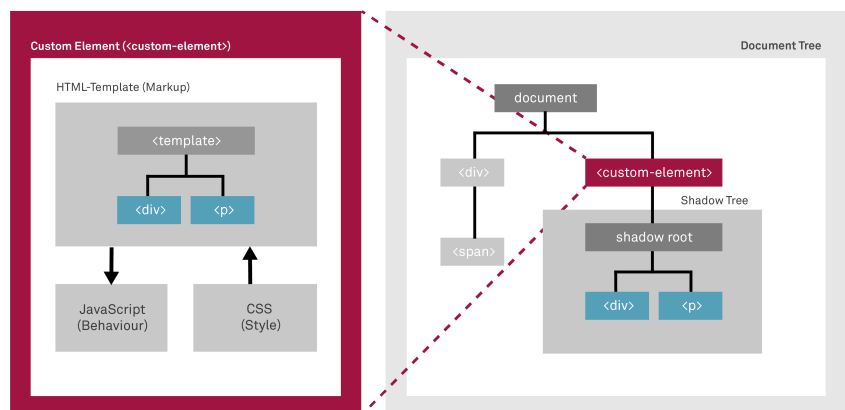 Custom Element (<custom-element>)
HTML-Template (Markup)
<template>
<div>
<p>
JavaScript
(Behaviour)
CSS
(Style)
Document Tree
document
<div>
<custom-element>
<span>
Shadow Tree
shadow root
<div>
<p>